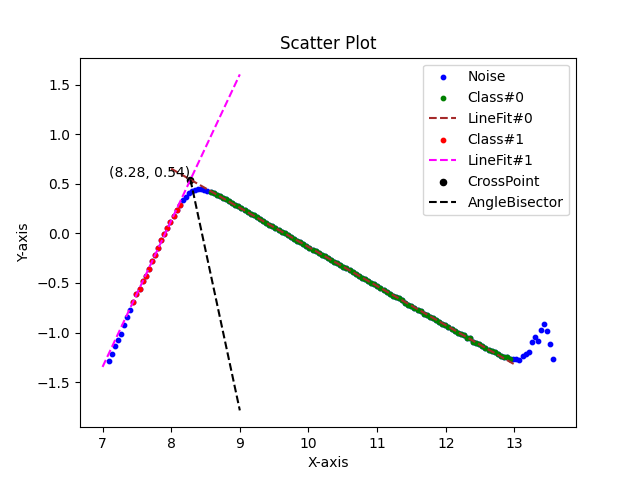 Scatter Plot
Noise
Class#0
LineFit#0
Class#1
LineFit#1
CrossPoint
AngleBisector
(8.28, 0.54)
Y-axis
1.5
1.0
0.5
0.0
−0.5
−1.0
−1.5
7 8 9 10 11 12 13
X-axis